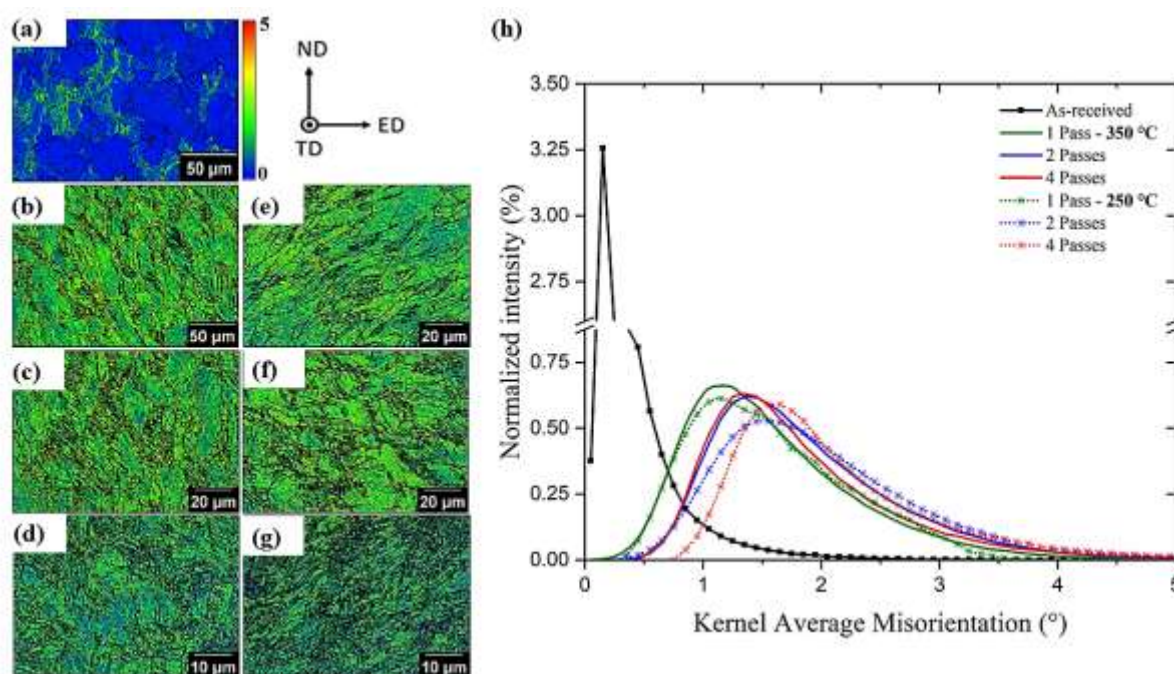 (a)
5
0
50 µm
ND
ED
TD
(b)
50 µm
(e)
20 µm
(c)
20 µm
(f)
20 µm
(d)
10 µm
(g)
10 µm
(h)
Normalized intensity (%)
3.50
3.25
3.00
2.75
0.75
0.50
0.25
0.00
As-received
1 Pass - 350 °C
2 Passes
4 Passes
1 Pass - 250 °C
2 Passes
4 Passes
0 1 2 3 4 5
Kernel Average Misorientation (°)